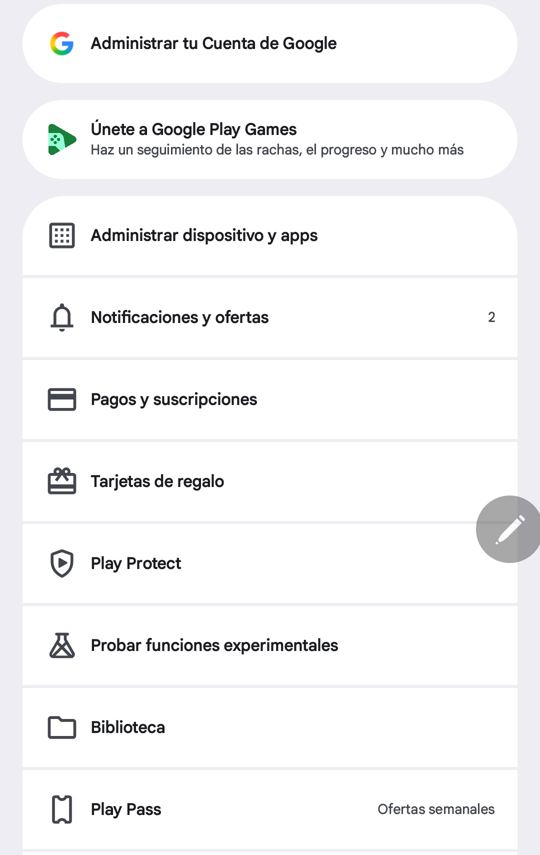 Administrar tu Cuenta de Google
Únete a Google Play Games
Haz un seguimiento de las rachas, el progreso y mucho más
Administrar dispositivo y apps
Notificaciones y ofertas 2
Pagos y suscripciones
Tarjetas de regalo
Play Protect
Probar funciones experimentales
Biblioteca
Play Pass Ofertas semanales